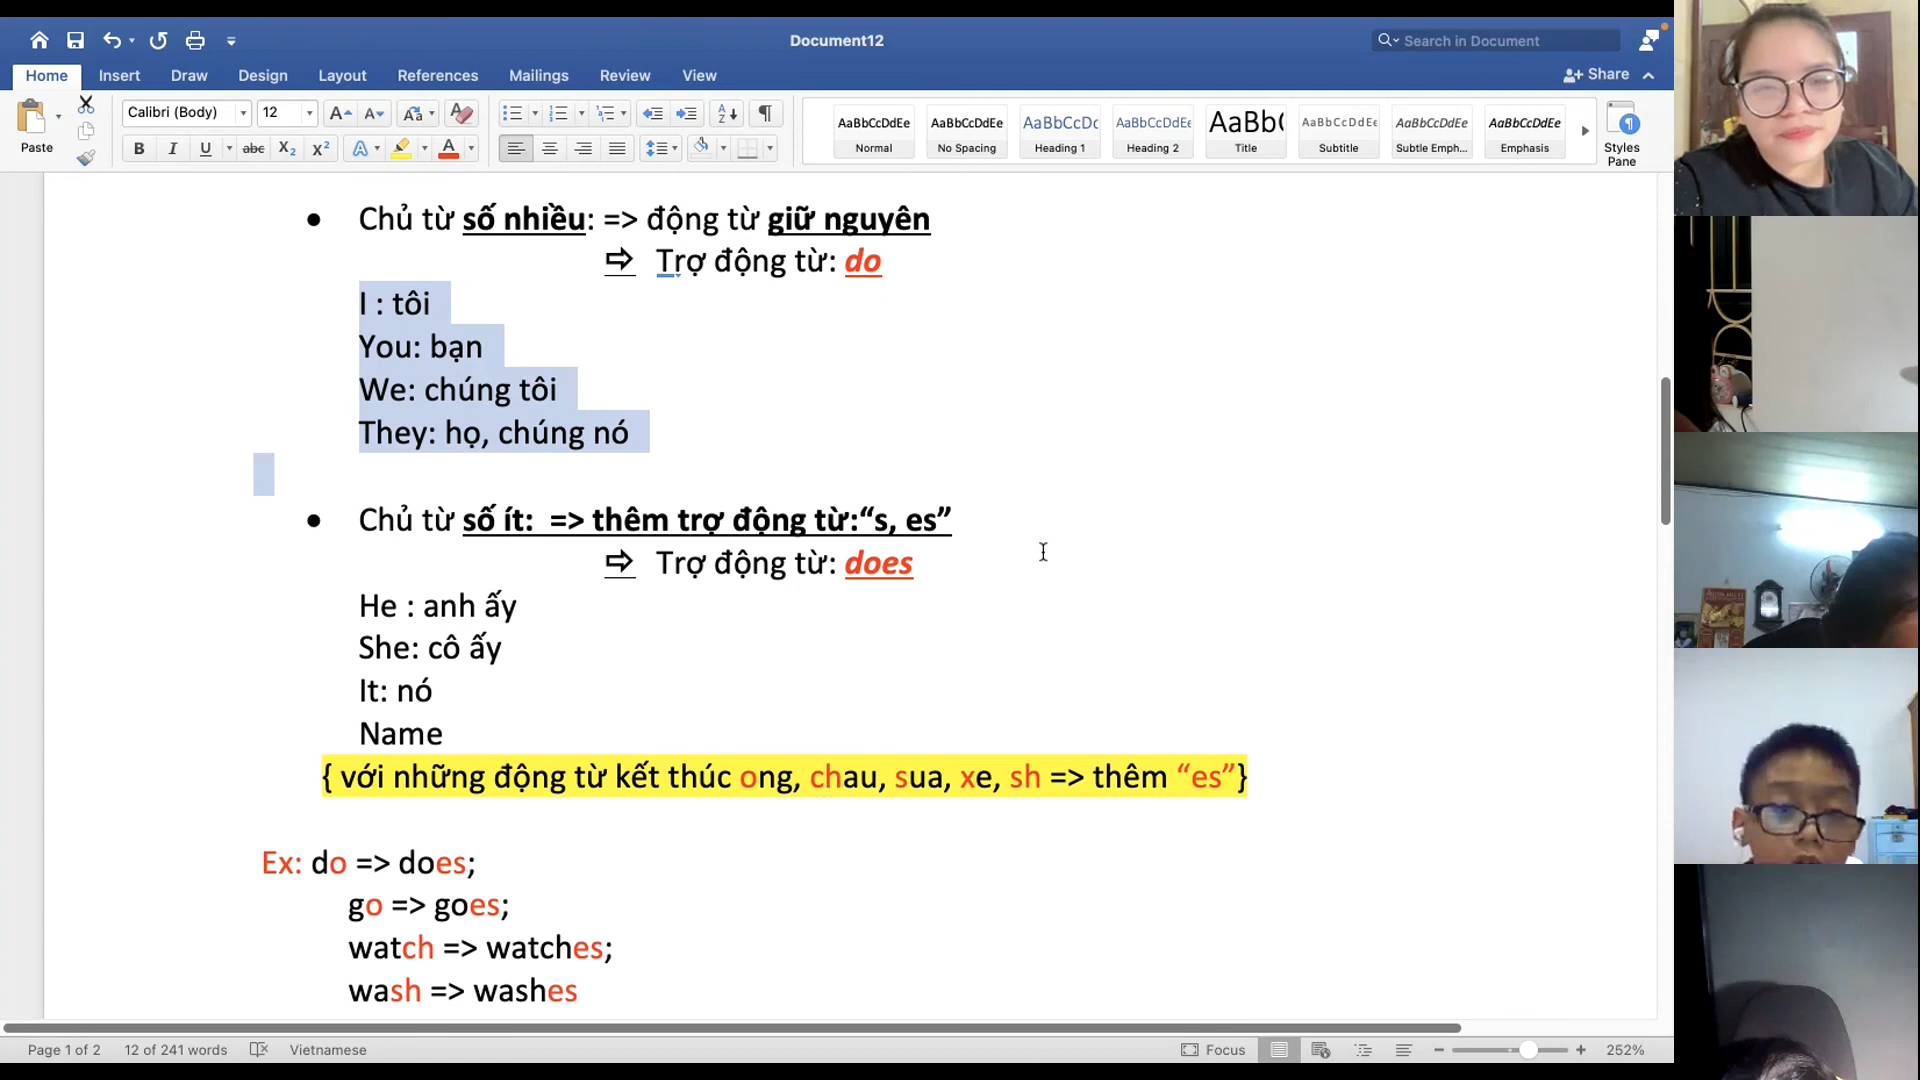 Document12
Search in Document
Home Insert Draw Design Layout References Mailings Review View
Share
Paste
Calibri (Body) 12
AaBbCcDdEe AaBbCcDdEe AaBbCcDc AaBbCcDdEe AaBb( AaBbCcDdEe AaBbCcDdEe AaBbCcDdEe
Normal No Spacing Heading 1 Heading 2 Title Subtitle Subtle Emph... Emphasis
Styles Pane
• Chủ từ số nhiều: => động từ giữ nguyên
⇨ Trợ động từ: do
I : tôi
You: bạn
We: chúng tôi
They: họ, chúng nó
• Chủ từ số ít: => thêm trợ động từ:“s, es”
⇨ Trợ động từ: does
He : anh ấy
She: cô ấy
It: nó
Name
{ với những động từ kết thúc ong, chau, sua, xe, sh => thêm “es”}
Ex: do => does;
go => goes;
watch => watches;
wash => washes
Page 1 of 2 12 of 241 words Vietnamese Focus 252%